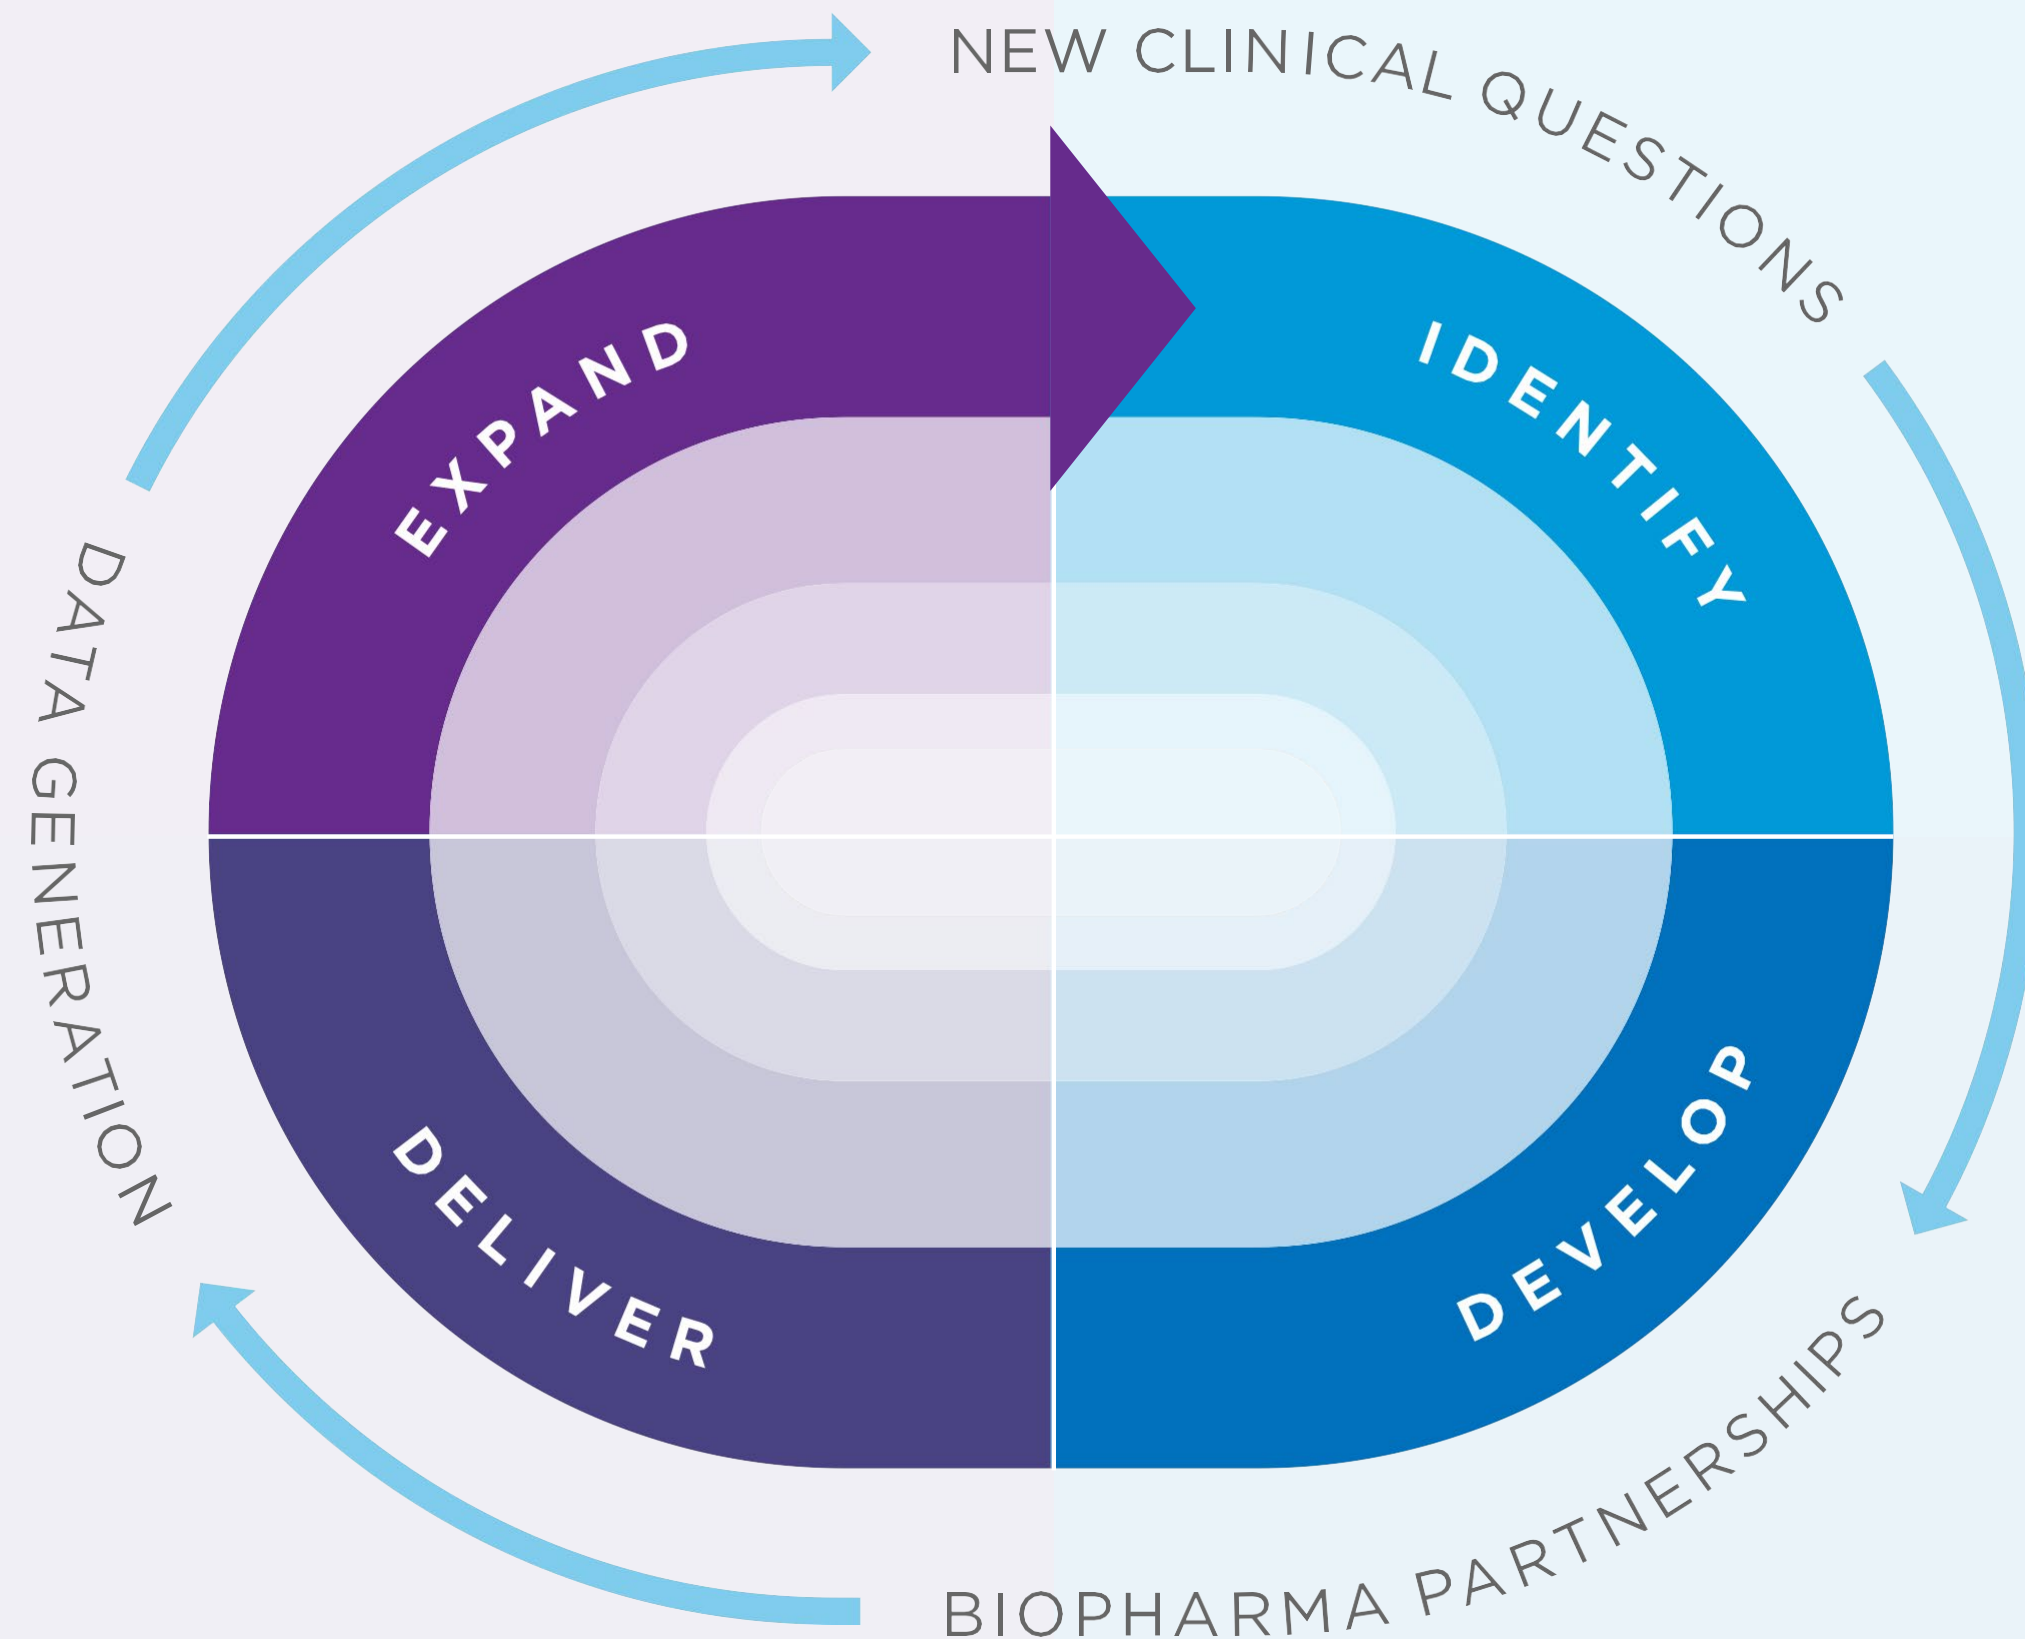 NEW CLINICAL QUESTIONS
EXPAND
IDENTIFY
DATA GENERATION
DELIVER
DEVELOP
BIOPHARMA PARTNERSHIPS